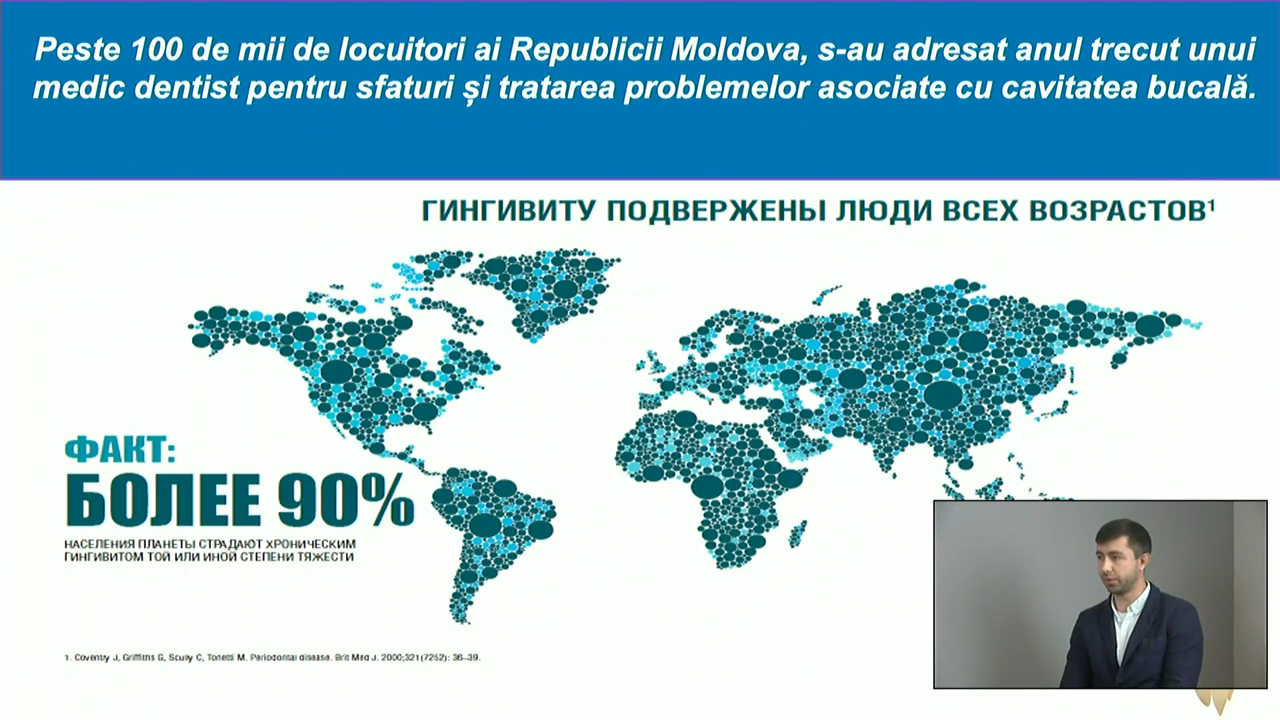 Peste 100 de mii de locuitori ai Republicii Moldova, s-au adresat anul trecut unui
medic dentist pentru sfaturi și tratarea problemelor asociate cu cavitatea bucală.
ГИНГИВИТУ ПОДВЕРЖЕНЫ ЛЮДИ ВСЕХ ВОЗРАСТОВ¹
ФАКТ:
БОЛЕЕ 90%
НАСЕЛЕНИЯ ПЛАНЕТЫ СТРАДАЮТ ХРОНИЧЕСКИМ
ГИНГИВИТОМ ТОЙ ИЛИ ИНОЙ СТЕПЕНИ ТЯЖЕСТИ
1. Coventry J, Griffiths G, Scully C, Tonetti M. Periodontal disease. Brit Med J. 2000;321(7252): 36–39.